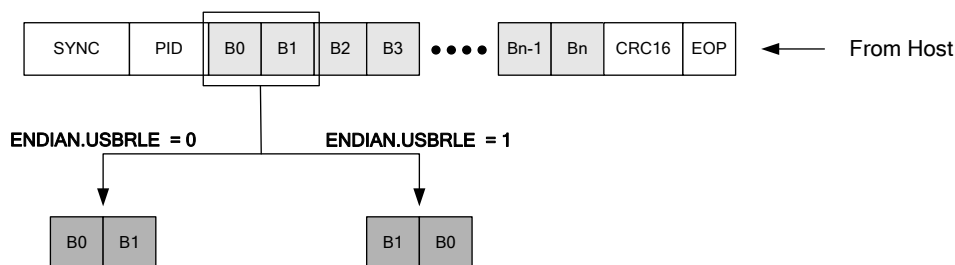 SYNC PID B0 B1 B2 B3 •••• Bn-1 Bn CRC16 EOP From Host
ENDIAN.USBRLE = 0 ENDIAN.USBRLE = 1
B0 B1 B1 B0